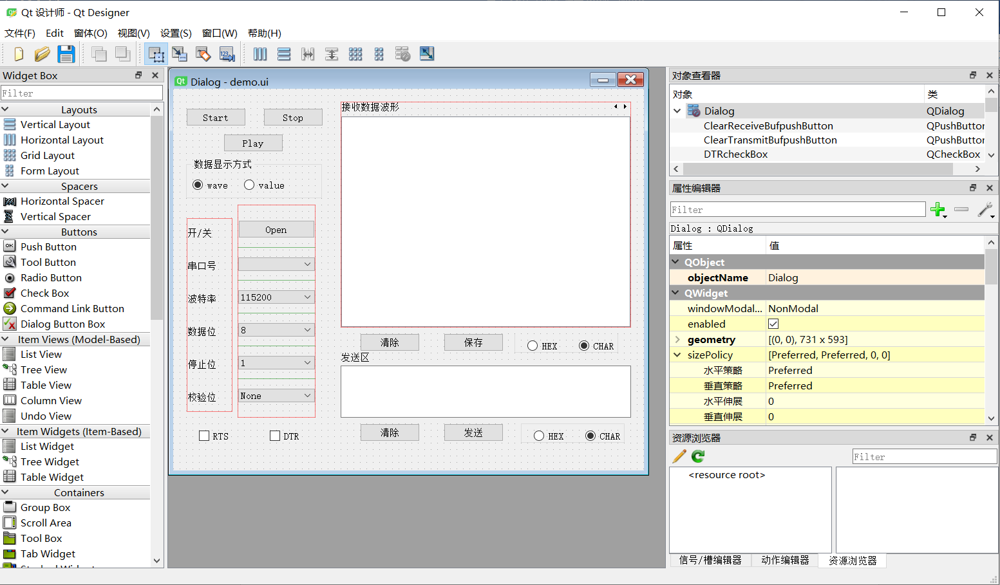 Qt 设计师 - Qt Designer
文件(F) Edit 窗体(O) 视图(V) 设置(S) 窗口(W) 帮助(H)
Widget Box
Filter
Layouts
Vertical Layout
Horizontal Layout
Grid Layout
Form Layout
Spacers
Horizontal Spacer
Vertical Spacer
Buttons
Push Button
Tool Button
Radio Button
Check Box
Command Link Button
Dialog Button Box
Item Views (Model-Based)
List View
Tree View
Table View
Column View
Undo View
Item Widgets (Item-Based)
List Widget
Tree Widget
Table Widget
Containers
Group Box
Scroll Area
Tool Box
Tab Widget
Dialog - demo.ui
Start Stop
Play
数据显示方式
wave value
开/关 Open
串口号
波特率 115200
数据位 8
停止位 1
校验位 None
RTS DTR
接收数据波形
清除 保存 HEX CHAR
发送区
清除 发送 HEX CHAR
对象查看器
对象 类
Dialog QDialog
ClearReceiveBufpushButton QPushButton
ClearTransmitBufpushButton QPushButton
DTRcheckBox QCheckBox
属性编辑器
Filter
Dialog : QDialog
属性 值
QObject
objectName Dialog
QWidget
windowModal... NonModal
enabled
geometry [(0, 0), 731 x 593]
sizePolicy [Preferred, Preferred, 0, 0]
水平策略 Preferred
垂直策略 Preferred
水平伸展 0
垂直伸展 0
资源浏览器
Filter
<resource root>
信号/槽编辑器 动作编辑器 资源浏览器